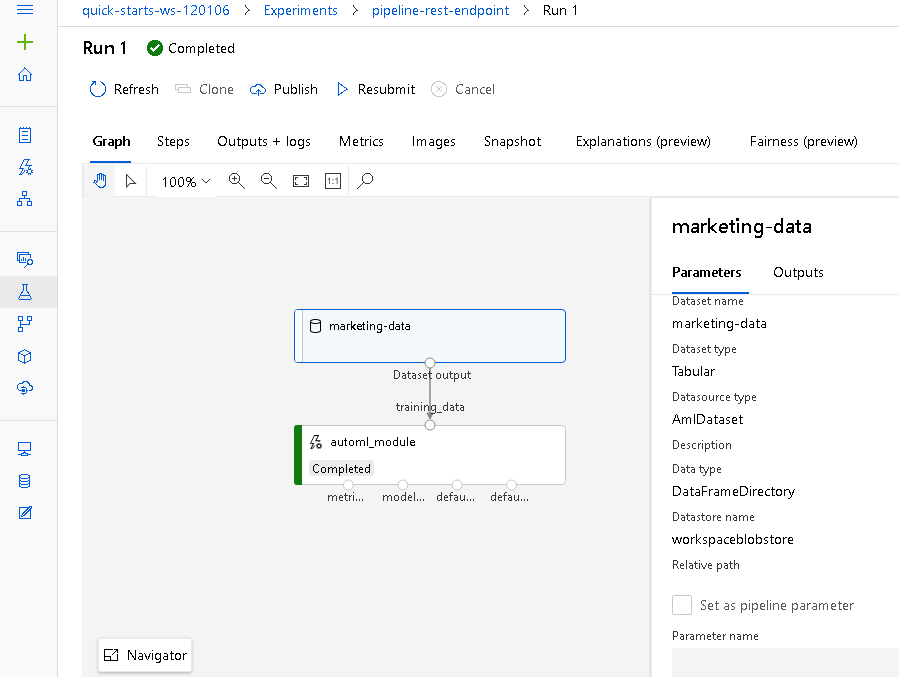 quick-starts-ws-120106 > Experiments > pipeline-rest-endpoint > Run 1
Run 1 Completed
Refresh Clone Publish Resubmit Cancel
Graph Steps Outputs + logs Metrics Images Snapshot Explanations (preview) Fairness (preview)
100% 1:1
marketing-data
Dataset output
training_data
automl_module
Completed
metri... model... defau... defau...
Navigator
marketing-data
Parameters Outputs
Dataset name
marketing-data
Dataset type
Tabular
Datasource type
AmlDataset
Description
Data type
DataFrameDirectory
Datastore name
workspaceblobstore
Relative path
Set as pipeline parameter
Parameter name